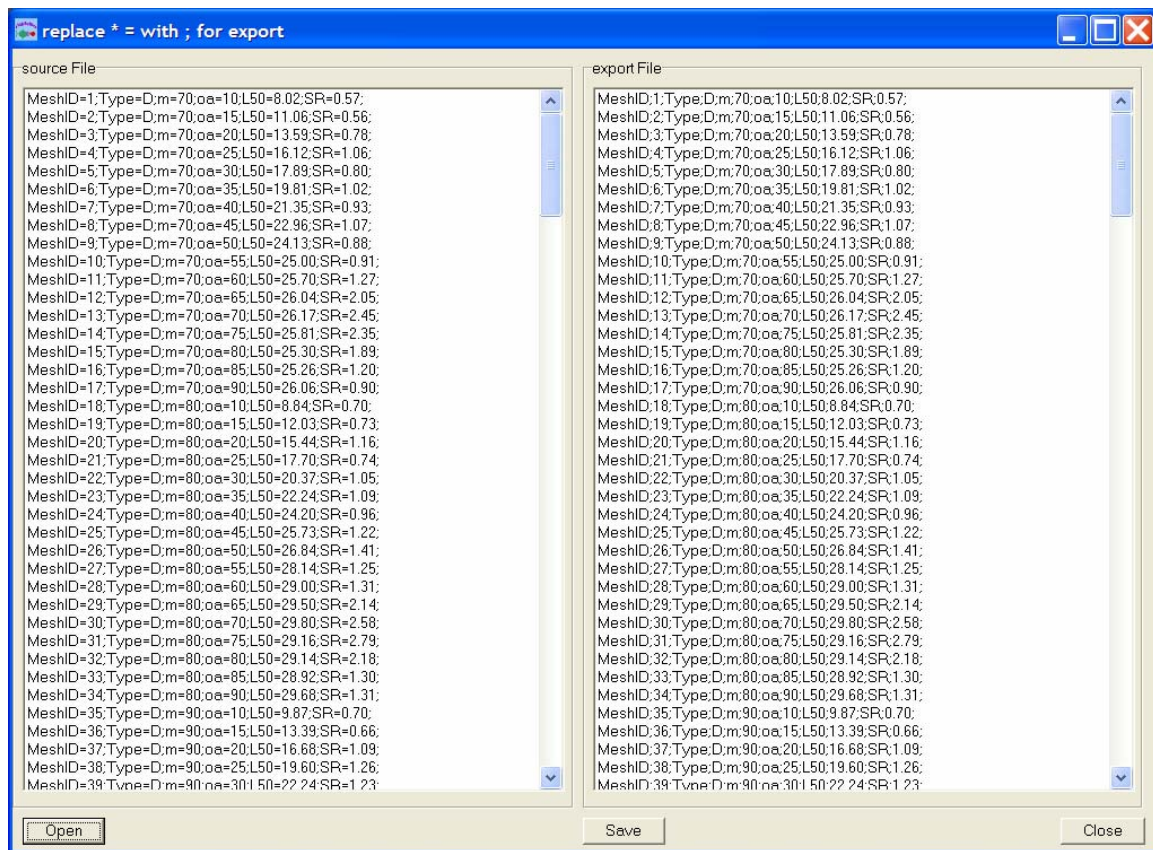 replace * = with ; for export
source File
MeshID=1;Type=D;m=70;oa=10;L50=8.02;SR=0.57;
MeshID=2;Type=D;m=70;oa=15;L50=11.06;SR=0.56;
MeshID=3;Type=D;m=70;oa=20;L50=13.59;SR=0.78;
MeshID=4;Type=D;m=70;oa=25;L50=16.12;SR=1.06;
MeshID=5;Type=D;m=70;oa=30;L50=17.89;SR=0.80;
MeshID=6;Type=D;m=70;oa=35;L50=19.81;SR=1.02;
MeshID=7;Type=D;m=70;oa=40;L50=21.35;SR=0.93;
MeshID=8;Type=D;m=70;oa=45;L50=22.96;SR=1.07;
MeshID=9;Type=D;m=70;oa=50;L50=24.13;SR=0.88;
MeshID=10;Type=D;m=70;oa=55;L50=25.00;SR=0.91;
MeshID=11;Type=D;m=70;oa=60;L50=25.70;SR=1.27;
MeshID=12;Type=D;m=70;oa=65;L50=26.04;SR=2.05;
MeshID=13;Type=D;m=70;oa=70;L50=26.17;SR=2.45;
MeshID=14;Type=D;m=70;oa=75;L50=25.81;SR=2.35;
MeshID=15;Type=D;m=70;oa=80;L50=25.30;SR=1.89;
MeshID=16;Type=D;m=70;oa=85;L50=25.26;SR=1.20;
MeshID=17;Type=D;m=70;oa=90;L50=26.06;SR=0.90;
MeshID=18;Type=D;m=80;oa=10;L50=8.84;SR=0.70;
MeshID=19;Type=D;m=80;oa=15;L50=12.03;SR=0.73;
MeshID=20;Type=D;m=80;oa=20;L50=15.44;SR=1.16;
MeshID=21;Type=D;m=80;oa=25;L50=17.70;SR=0.74;
MeshID=22;Type=D;m=80;oa=30;L50=20.37;SR=1.05;
MeshID=23;Type=D;m=80;oa=35;L50=22.24;SR=1.09;
MeshID=24;Type=D;m=80;oa=40;L50=24.20;SR=0.96;
MeshID=25;Type=D;m=80;oa=45;L50=25.73;SR=1.22;
MeshID=26;Type=D;m=80;oa=50;L50=26.84;SR=1.41;
MeshID=27;Type=D;m=80;oa=55;L50=28.14;SR=1.25;
MeshID=28;Type=D;m=80;oa=60;L50=29.00;SR=1.31;
MeshID=29;Type=D;m=80;oa=65;L50=29.50;SR=2.14;
MeshID=30;Type=D;m=80;oa=70;L50=29.80;SR=2.58;
MeshID=31;Type=D;m=80;oa=75;L50=29.16;SR=2.79;
MeshID=32;Type=D;m=80;oa=80;L50=29.14;SR=2.18;
MeshID=33;Type=D;m=80;oa=85;L50=28.92;SR=1.30;
MeshID=34;Type=D;m=80;oa=90;L50=29.68;SR=1.31;
MeshID=35;Type=D;m=90;oa=10;L50=9.87;SR=0.70;
MeshID=36;Type=D;m=90;oa=15;L50=13.39;SR=0.66;
MeshID=37;Type=D;m=90;oa=20;L50=16.68;SR=1.09;
MeshID=38;Type=D;m=90;oa=25;L50=19.60;SR=1.26;
MeshID=39;Type=D;m=90;oa=30;L50=22.24;SR=1.23;
export File
MeshID;1;Type;D;m;70;oa;10;L50;8.02;SR;0.57;
MeshID;2;Type;D;m;70;oa;15;L50;11.06;SR;0.56;
MeshID;3;Type;D;m;70;oa;20;L50;13.59;SR;0.78;
MeshID;4;Type;D;m;70;oa;25;L50;16.12;SR;1.06;
MeshID;5;Type;D;m;70;oa;30;L50;17.89;SR;0.80;
MeshID;6;Type;D;m;70;oa;35;L50;19.81;SR;1.02;
MeshID;7;Type;D;m;70;oa;40;L50;21.35;SR;0.93;
MeshID;8;Type;D;m;70;oa;45;L50;22.96;SR;1.07;
MeshID;9;Type;D;m;70;oa;50;L50;24.13;SR;0.88;
MeshID;10;Type;D;m;70;oa;55;L50;25.00;SR;0.91;
MeshID;11;Type;D;m;70;oa;60;L50;25.70;SR;1.27;
MeshID;12;Type;D;m;70;oa;65;L50;26.04;SR;2.05;
MeshID;13;Type;D;m;70;oa;70;L50;26.17;SR;2.45;
MeshID;14;Type;D;m;70;oa;75;L50;25.81;SR;2.35;
MeshID;15;Type;D;m;70;oa;80;L50;25.30;SR;1.89;
MeshID;16;Type;D;m;70;oa;85;L50;25.26;SR;1.20;
MeshID;17;Type;D;m;70;oa;90;L50;26.06;SR;0.90;
MeshID;18;Type;D;m;80;oa;10;L50;8.84;SR;0.70;
MeshID;19;Type;D;m;80;oa;15;L50;12.03;SR;0.73;
MeshID;20;Type;D;m;80;oa;20;L50;15.44;SR;1.16;
MeshID;21;Type;D;m;80;oa;25;L50;17.70;SR;0.74;
MeshID;22;Type;D;m;80;oa;30;L50;20.37;SR;1.05;
MeshID;23;Type;D;m;80;oa;35;L50;22.24;SR;1.09;
MeshID;24;Type;D;m;80;oa;40;L50;24.20;SR;0.96;
MeshID;25;Type;D;m;80;oa;45;L50;25.73;SR;1.22;
MeshID;26;Type;D;m;80;oa;50;L50;26.84;SR;1.41;
MeshID;27;Type;D;m;80;oa;55;L50;28.14;SR;1.25;
MeshID;28;Type;D;m;80;oa;60;L50;29.00;SR;1.31;
MeshID;29;Type;D;m;80;oa;65;L50;29.50;SR;2.14;
MeshID;30;Type;D;m;80;oa;70;L50;29.80;SR;2.58;
MeshID;31;Type;D;m;80;oa;75;L50;29.16;SR;2.79;
MeshID;32;Type;D;m;80;oa;80;L50;29.14;SR;2.18;
MeshID;33;Type;D;m;80;oa;85;L50;28.92;SR;1.30;
MeshID;34;Type;D;m;80;oa;90;L50;29.68;SR;1.31;
MeshID;35;Type;D;m;90;oa;10;L50;9.87;SR;0.70;
MeshID;36;Type;D;m;90;oa;15;L50;13.39;SR;0.66;
MeshID;37;Type;D;m;90;oa;20;L50;16.68;SR;1.09;
MeshID;38;Type;D;m;90;oa;25;L50;19.60;SR;1.26;
MeshID;39;Type;D;m;90;oa;30;L50;22.24;SR;1.23;
Open
Save
Close